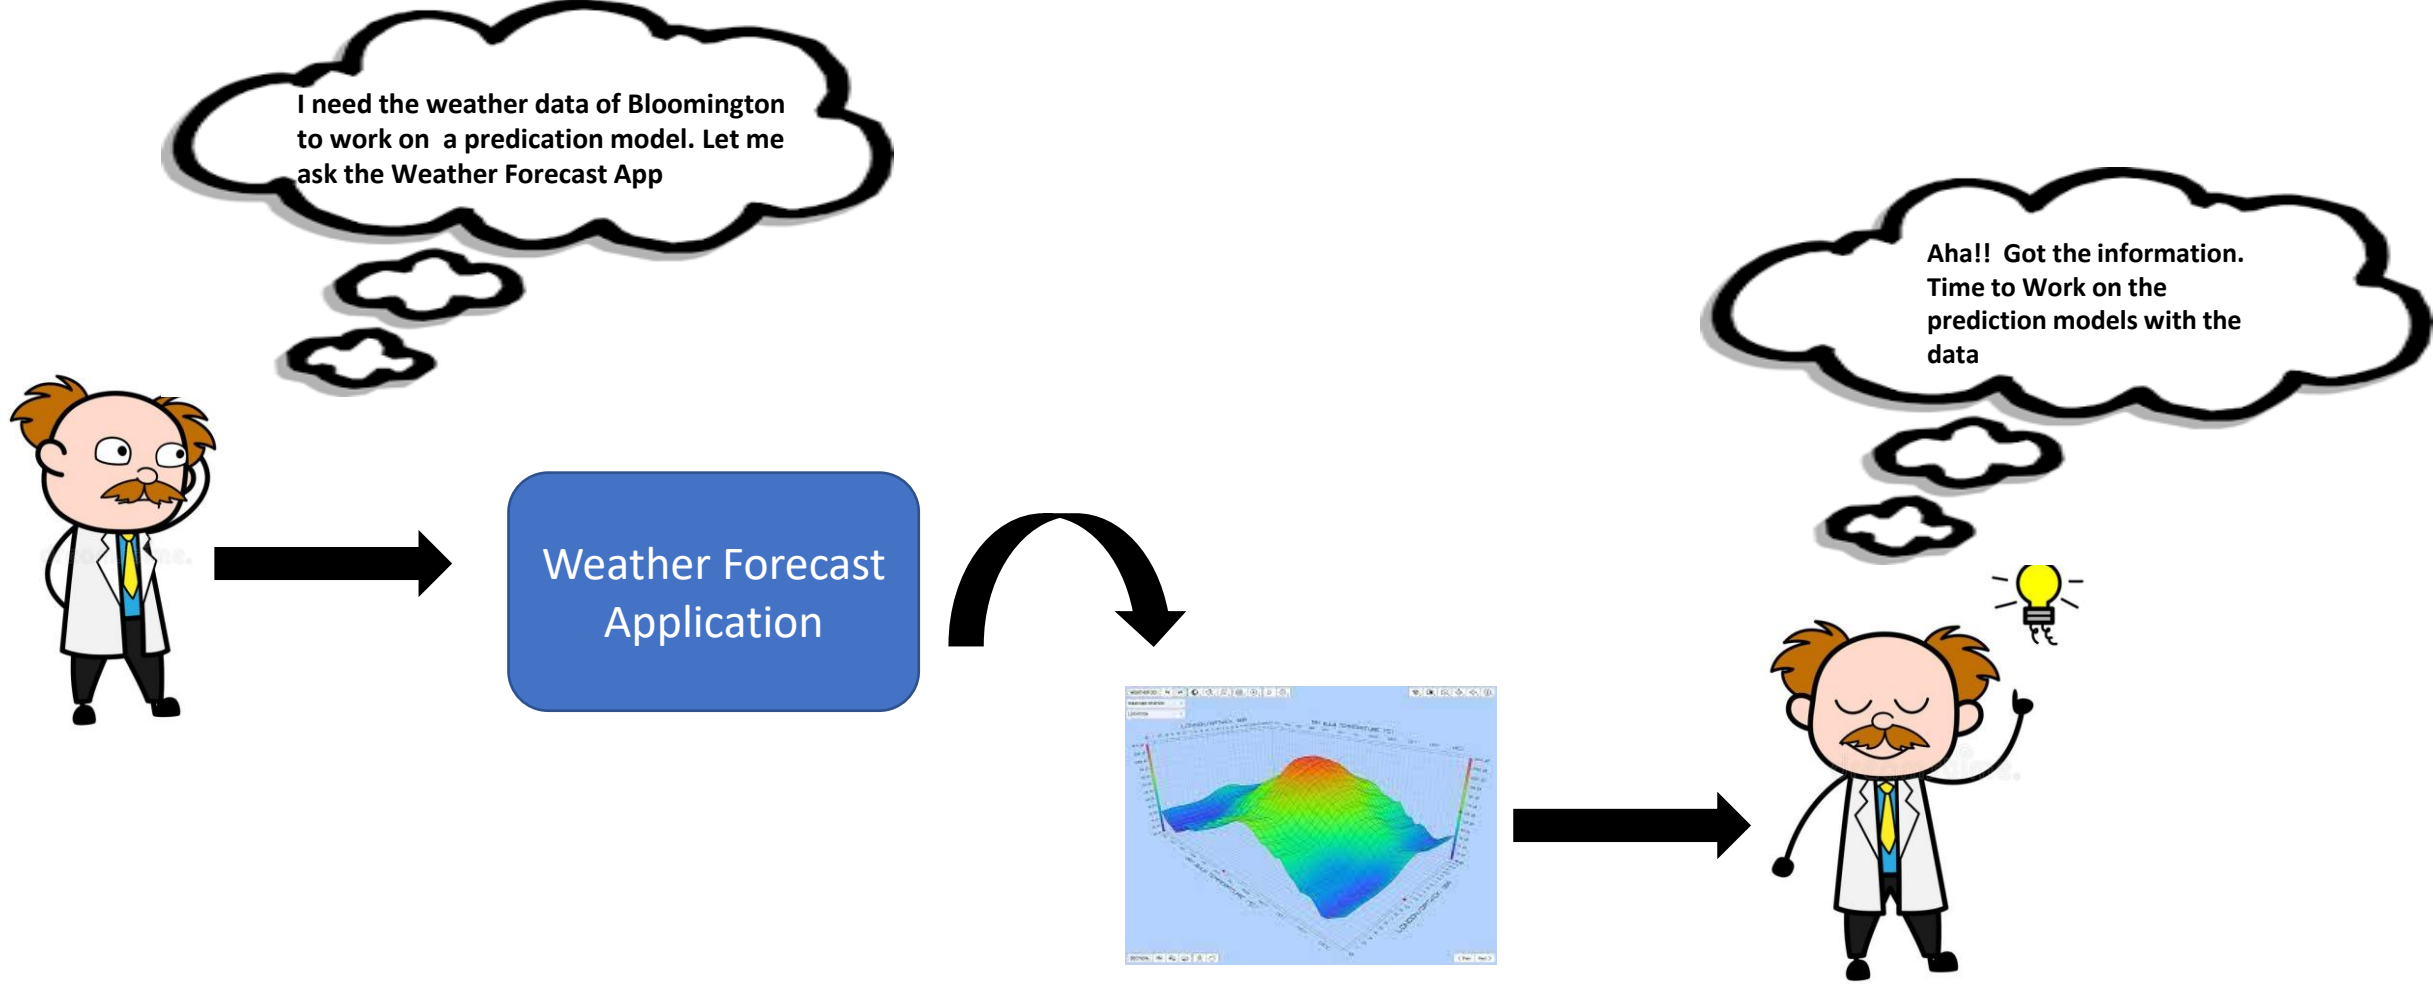 I need the weather data of Bloomington
to work on  a predication model. Let me
ask the Weather Forecast App
Aha!!  Got the information.
Time to Work on the
prediction models with the
data
Weather Forecast
Application